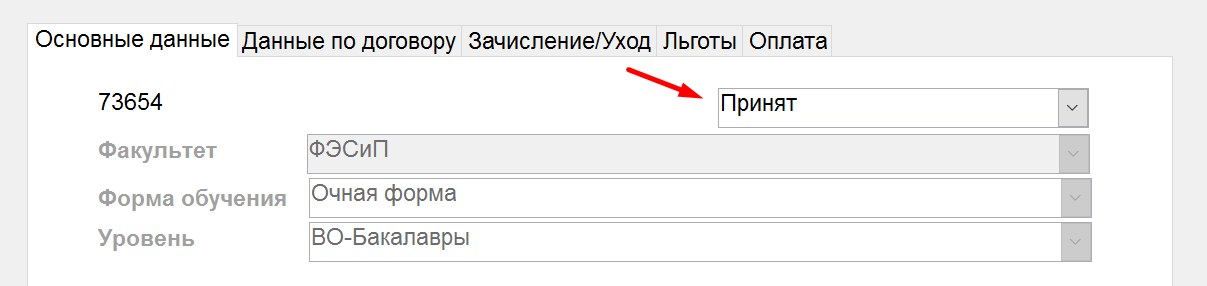 Основные данные Данные по договору Зачисление/Уход Льготы Оплата
73654 Принят
Факультет ФЭСиП
Форма обучения Очная форма
Уровень ВО-Бакалавры